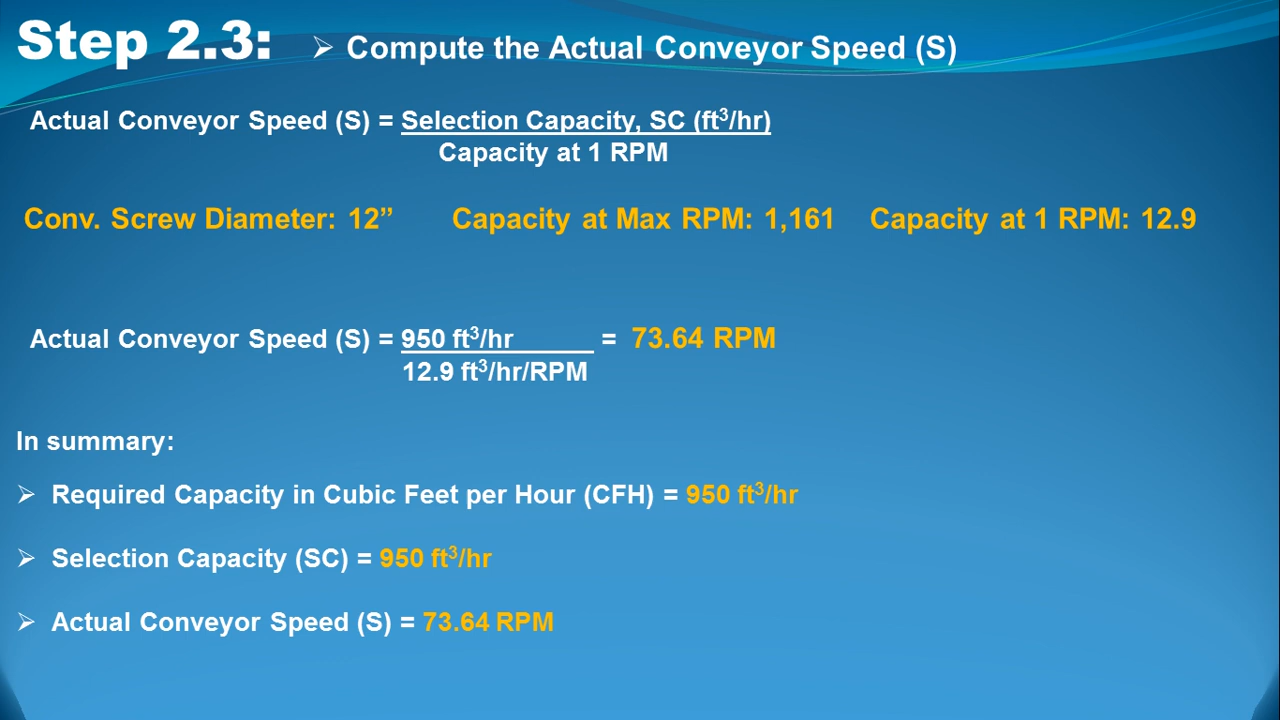 Step 2.3: ➢ Compute the Actual Conveyor Speed (S)
Actual Conveyor Speed (S) = Selection Capacity, SC (ft³/hr)
Capacity at 1 RPM
Conv. Screw Diameter: 12” Capacity at Max RPM: 1,161 Capacity at 1 RPM: 12.9
Actual Conveyor Speed (S) = 950 ft³/hr = 73.64 RPM
12.9 ft³/hr/RPM
In summary:
➢ Required Capacity in Cubic Feet per Hour (CFH) = 950 ft³/hr
➢ Selection Capacity (SC) = 950 ft³/hr
➢ Actual Conveyor Speed (S) = 73.64 RPM